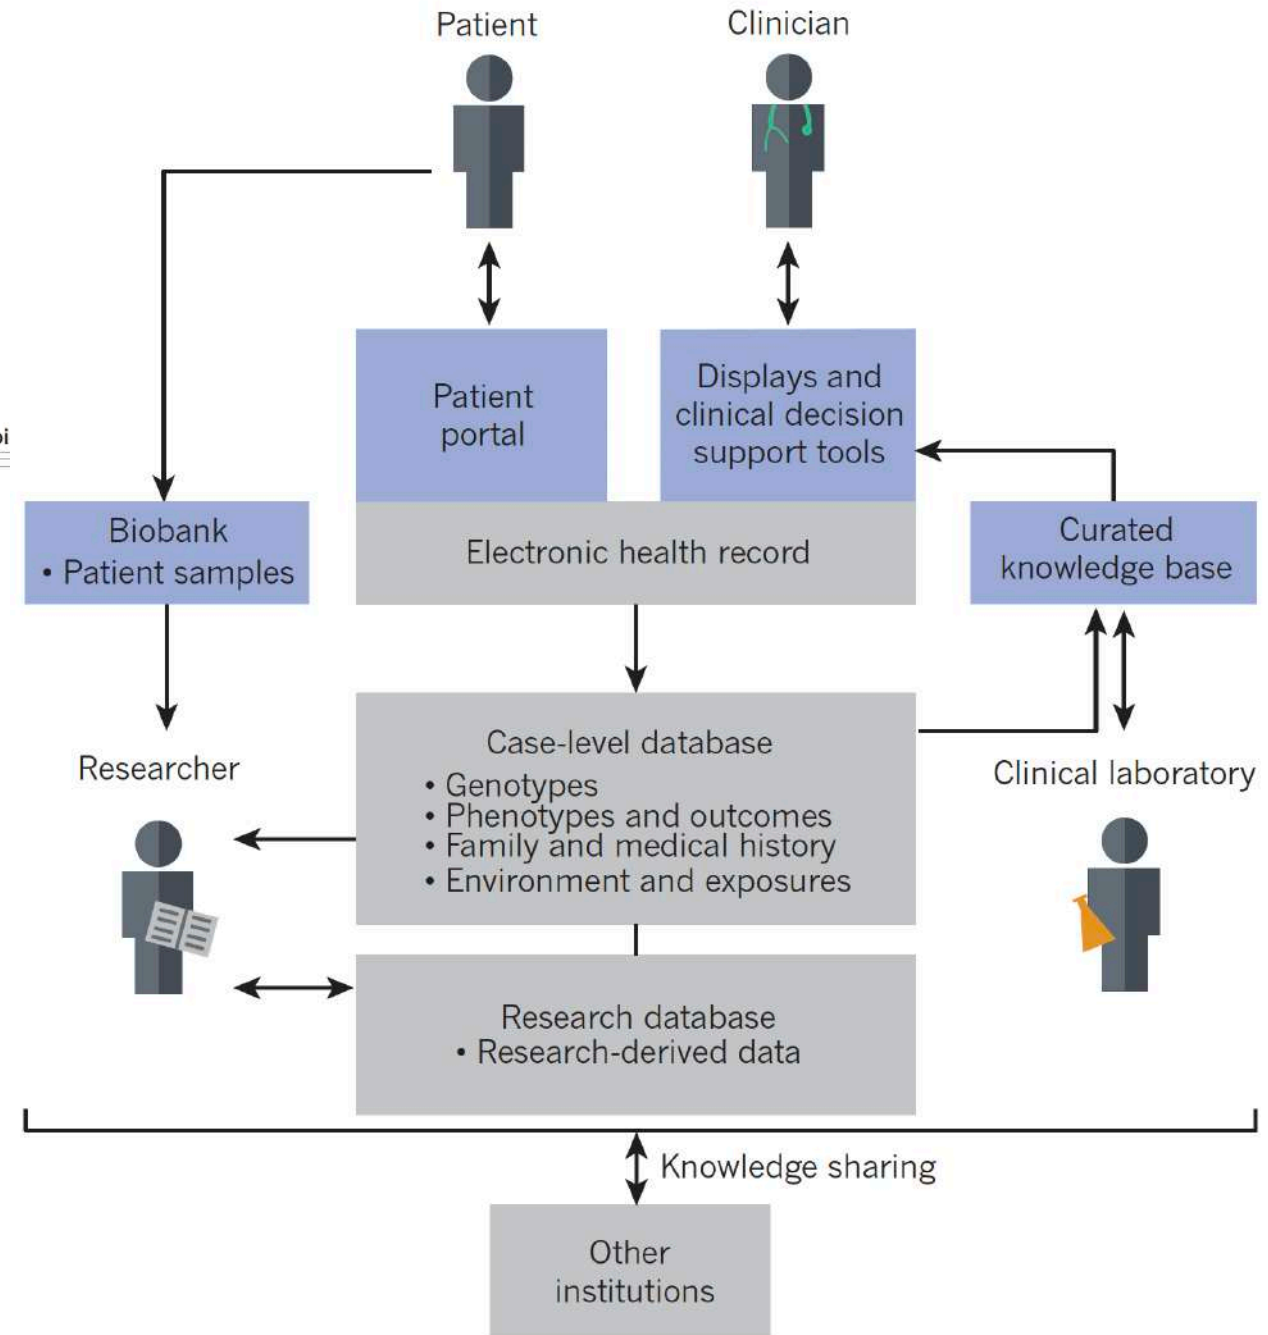 Patient
Clinician
Patient
portal
Displays and
clinical decision
support tools
Biobank
• Patient samples
Electronic health record
Curated
knowledge base
Case-level database
• Genotypes
• Phenotypes and outcomes
• Family and medical history
• Environment and exposures
Researcher
Clinical laboratory
Research database
• Research-derived data
Knowledge sharing
Other
institutions